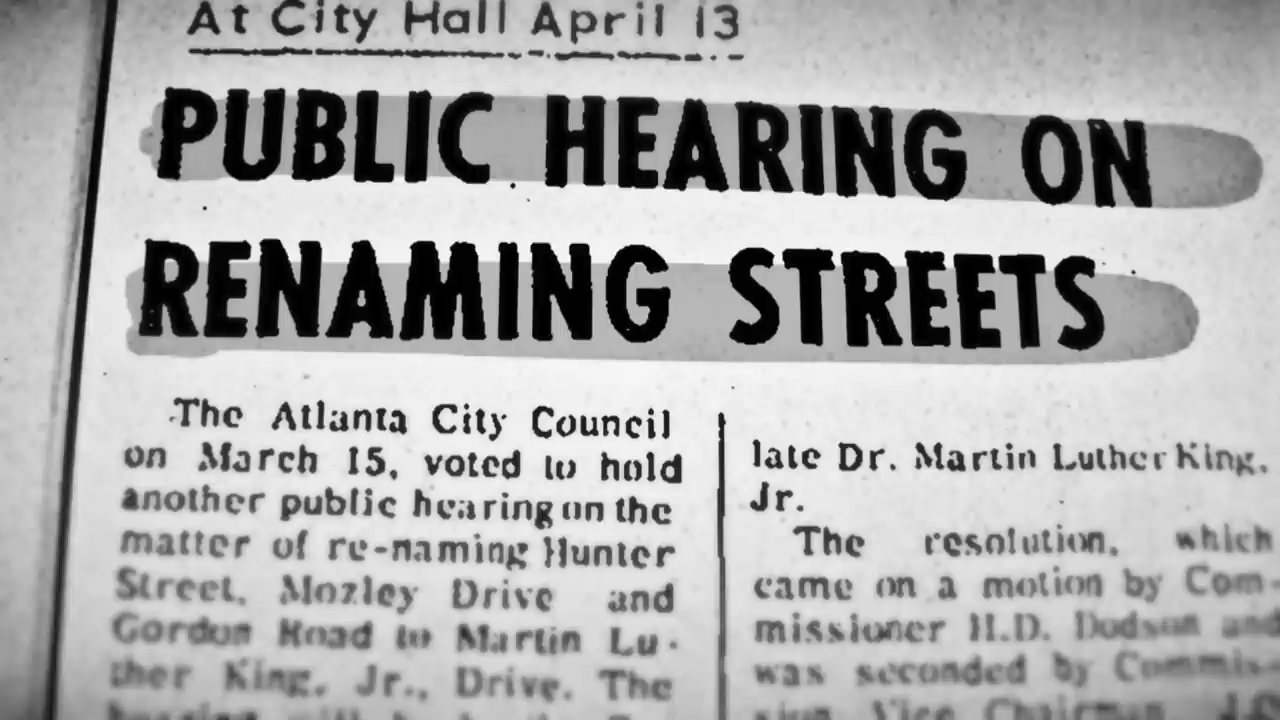 At City Hall April 13
PUBLIC HEARING ON
RENAMING STREETS
The Atlanta City Council
on March 15, voted to hold
another public hearing on the
matter of re-naming Hunter
Street, Mozley Drive and
Gordon Road to Martin Lu-
ther King, Jr., Drive. The
late Dr. Martin Luther King,
Jr.
The resolution, which
came on a motion by Com-
missioner H.D. Dodson and
was seconded by Commis-
sion Vice Chairman, J.O